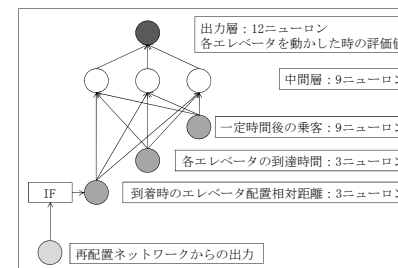 出力層：12ニューロン
各エレベータを動かした時の評価値
中間層：9ニューロン
一定時間後の乗客：9ニューロン
各エレベータの到達時間：3ニューロン
到着時のエレベータ配置相対距離：3ニューロン
IF
再配置ネットワークからの出力